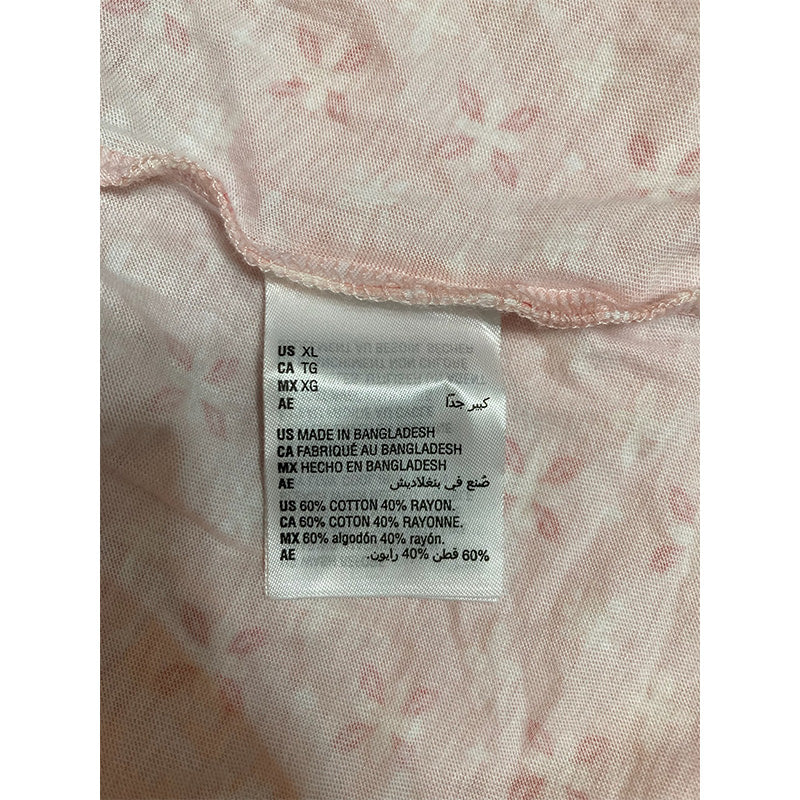 US XL
CA TG
MX XG
AE كبير جدًا
US MADE IN BANGLADESH
CA FABRIQUÉ AU BANGLADESH
MX HECHO EN BANGLADESH
AE صُنع في بنغلاديش
US 60% COTTON 40% RAYON.
CA 60% COTON 40% RAYONNE.
MX 60% algodón 40% rayón.
AE 60% قطن 40% رايون.